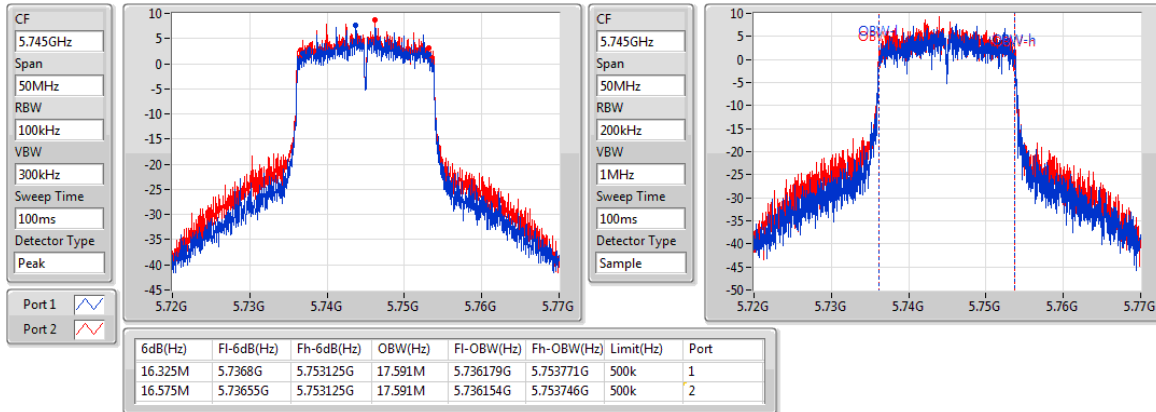 CF
5.745GHz
Span
50MHz
RBW
100kHz
VBW
300kHz
Sweep Time
100ms
Detector Type
Peak
Port 1
Port 2
10
5
0
-5
-10
-15
-20
-25
-30
-35
-40
-45
5.72G 5.73G 5.74G 5.75G 5.76G 5.77G
CF
5.745GHz
Span
50MHz
RBW
200kHz
VBW
1MHz
Sweep Time
100ms
Detector Type
Sample
10
5
0
-5
-10
-15
-20
-25
-30
-35
-40
-45
-50
5.72G 5.73G 5.74G 5.75G 5.76G 5.77G
6dB(Hz) Fl-6dB(Hz) Fh-6dB(Hz) OBW(Hz) Fl-OBW(Hz) Fh-OBW(Hz) Limit(Hz) Port
16.325M 5.7368G 5.753125G 17.591M 5.736179G 5.753771G 500k 1
16.575M 5.73655G 5.753125G 17.591M 5.736154G 5.753746G 500k 2